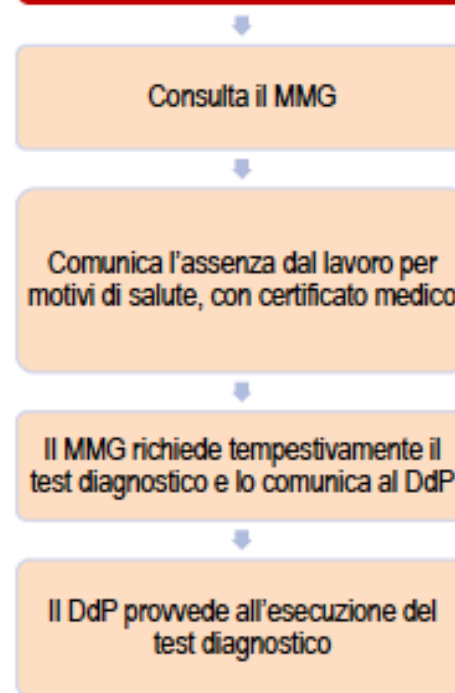 Consulta il MMG
Comunica l'assenza dal lavoro per
motivi di salute, con certificato medico
Il MMG richiede tempestivamente il
test diagnostico e lo comunica al DdP
Il DdP provvede all'esecuzione del
test diagnostico